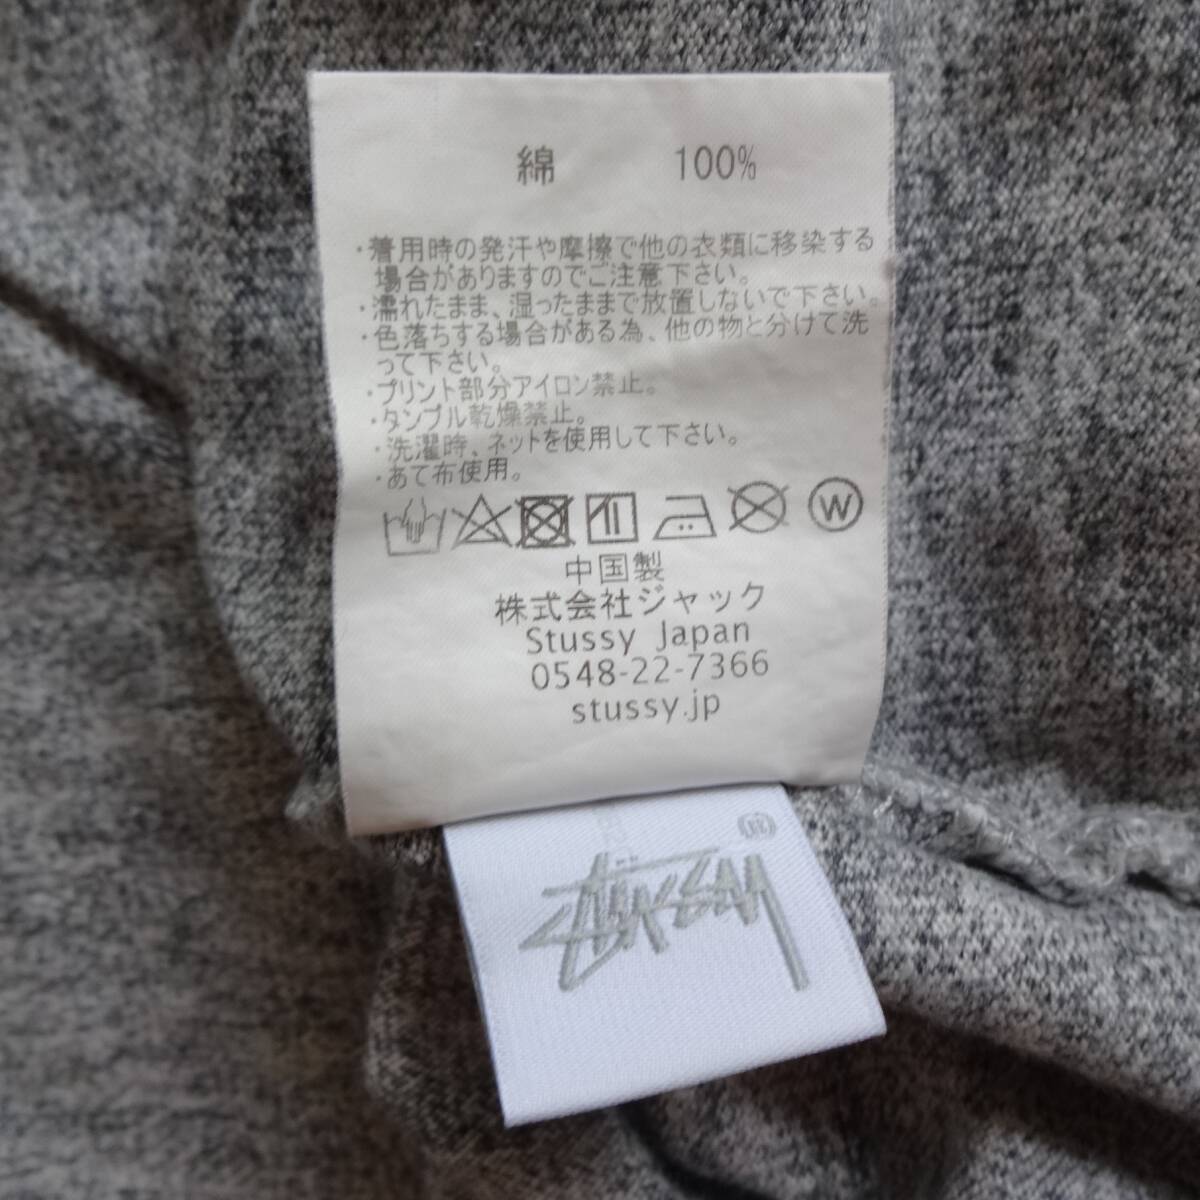 綿 100%
・着用時の発汗や摩擦で他の衣類に移染する
場合がありますのでご注意下さい。
・濡れたまま、湿ったままで放置しないで下さい。
・色落ちする場合がある為、他の物と分けて洗
って下さい。
・プリント部分アイロン禁止。
・タンブル乾燥禁止。
・洗濯時、ネットを使用して下さい。
・あて布使用。
W
中国製
株式会社ジャック
Stussy Japan
0548-22-7366
stussy.jp
STÜSSY